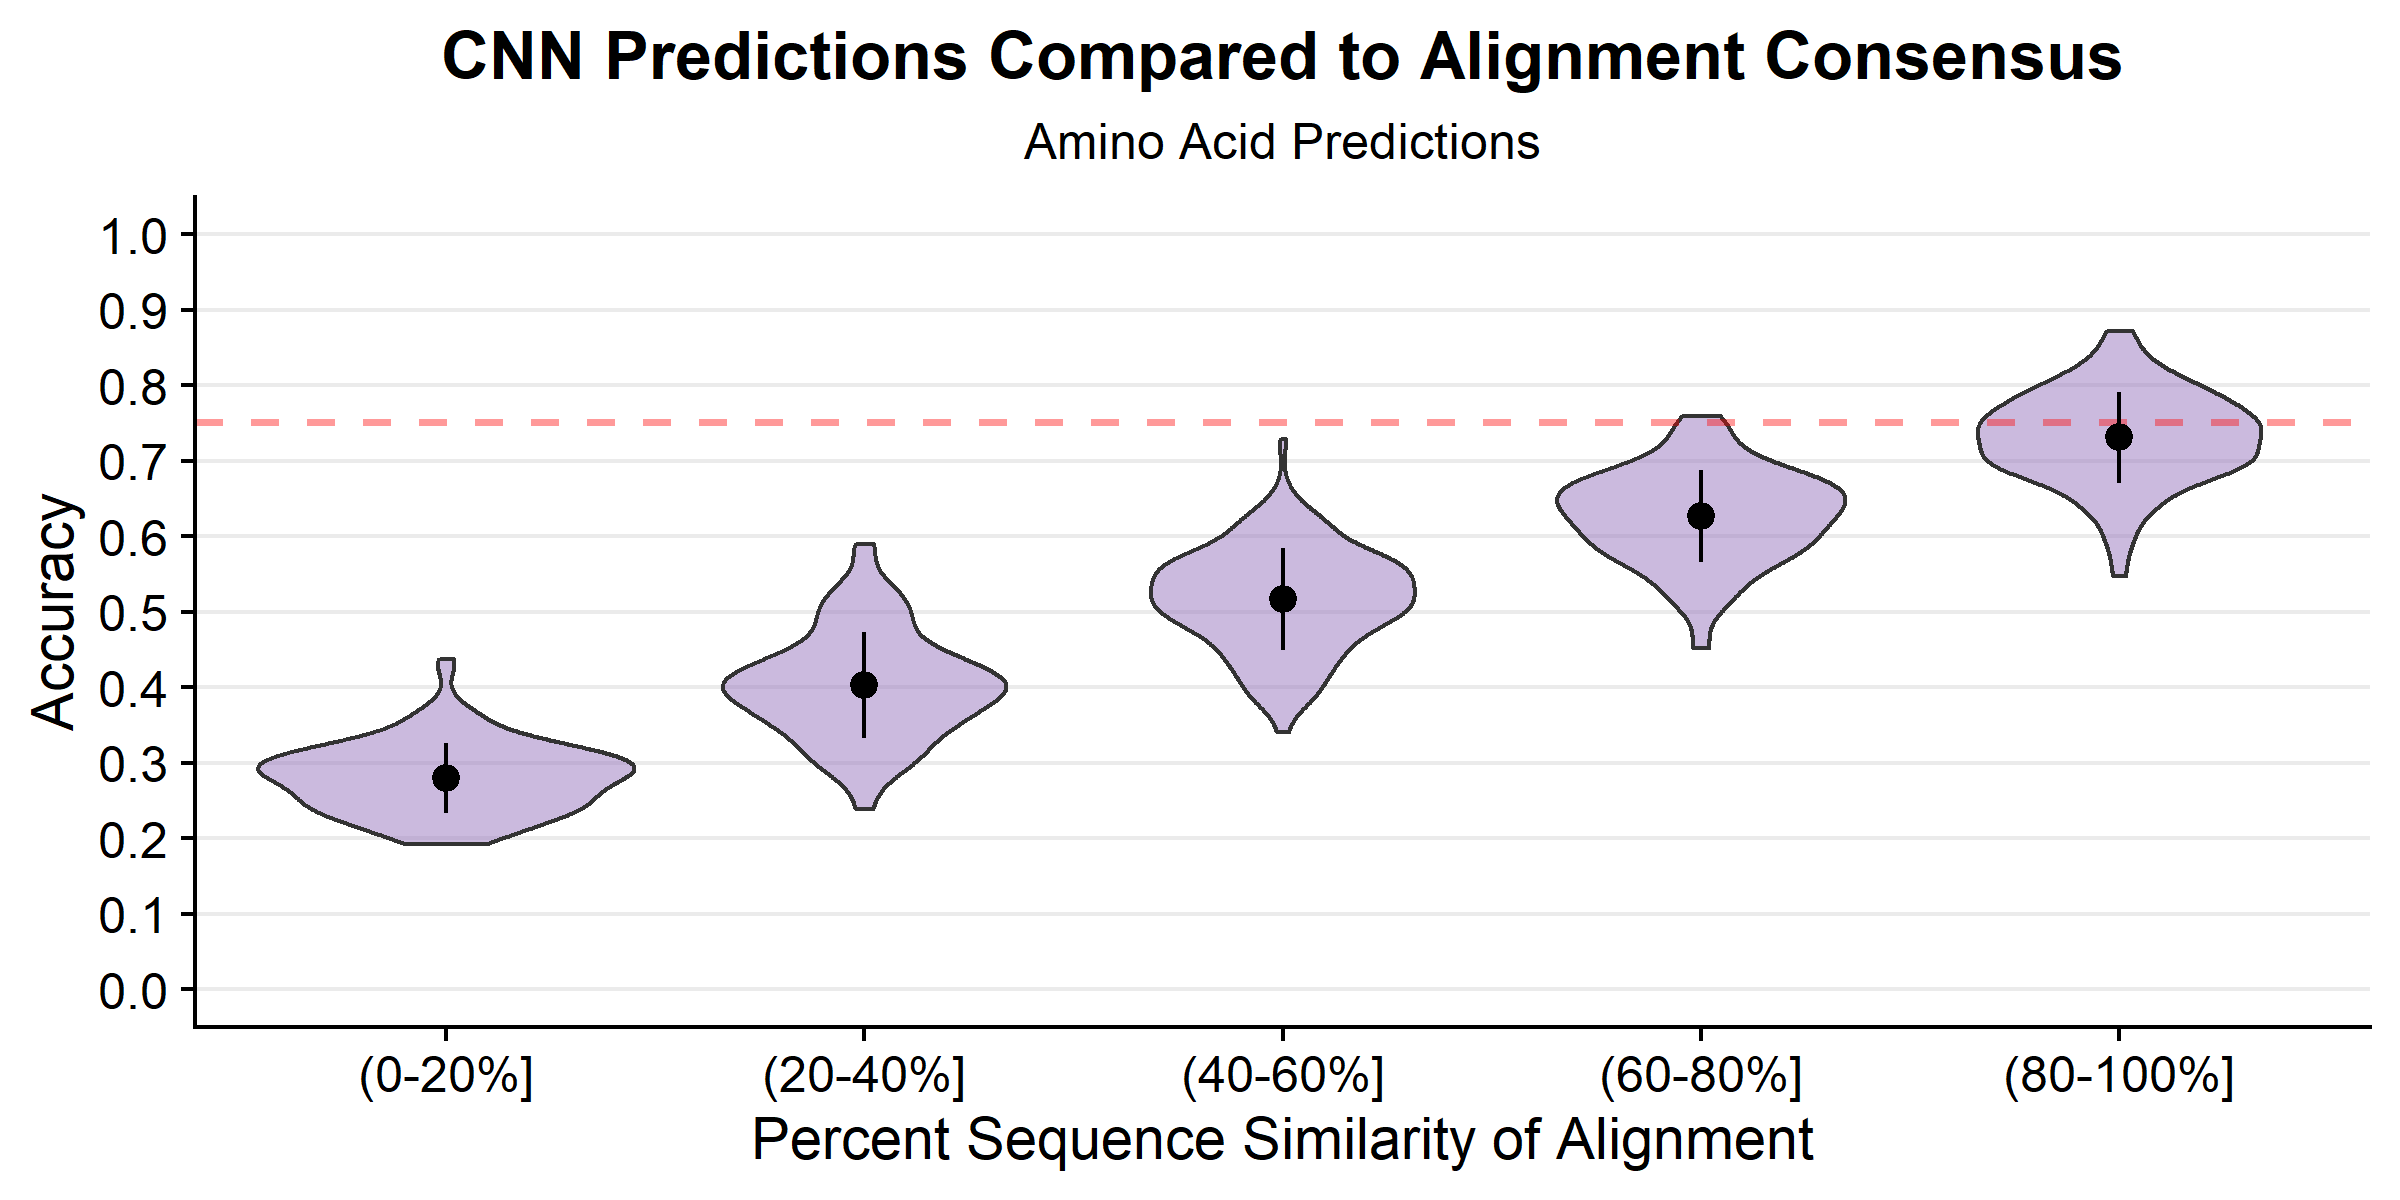 CNN Predictions Compared to Alignment Consensus
Amino Acid Predictions
Accuracy
1.0
0.9
0.8
0.7
0.6
0.5
0.4
0.3
0.2
0.1
0.0
(0-20%] (20-40%] (40-60%] (60-80%] (80-100%]
Percent Sequence Similarity of Alignment